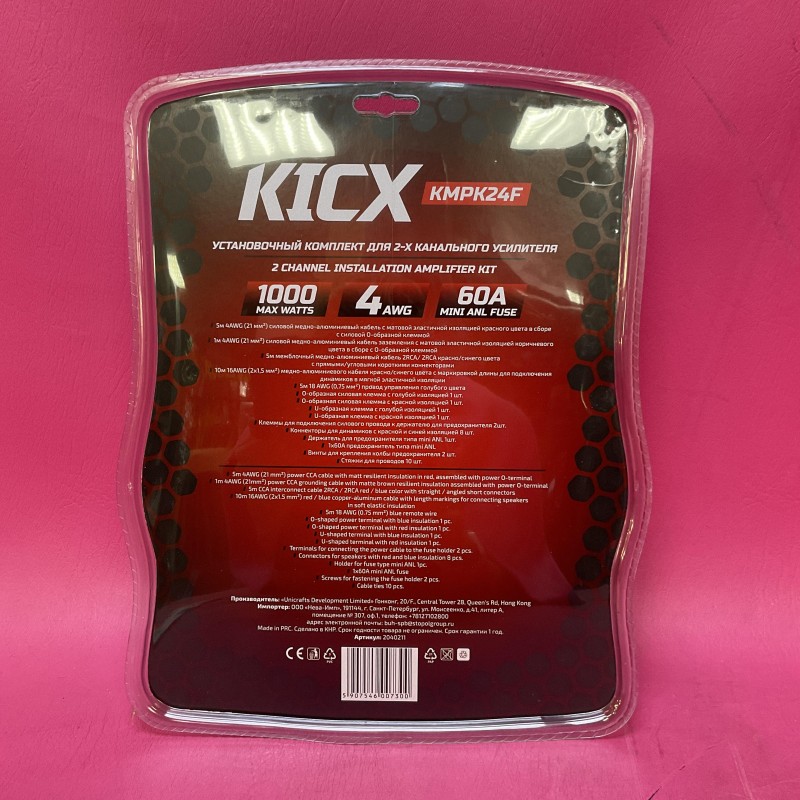 KICX
KMPK24F
УСТАНОВОЧНЫЙ КОМПЛЕКТ ДЛЯ 2-Х КАНАЛЬНОГО УСИЛИТЕЛЯ
2 CHANNEL INSTALLATION AMPLIFIER KIT
1000 4 AWG 60A
MAX WATTS MINI ANL FUSE
5м 4AWG (21 мм²) силовой медно-алюминиевый кабель с матовой эластичной изоляцией красного цвета в сборе
с силовой О-образной клеммой
1м 4AWG (21 мм²) силовой медно-алюминиевый кабель заземления с матовой эластичной изоляцией коричневого
цвета в сборе с О-образной клеммой
5м межблочный медно-алюминиевый кабель 2RCA/ 2RCA красно/синего цвета
с прямыми/угловыми короткими коннекторами
10м 16AWG (2x1.5 мм²) медно-алюминиевого кабеля красно/синего цвета с маркировкой длины для подключения
динамиков в мягкой эластичной изоляции
5м 18 AWG (0.75 мм²) провод управления голубого цвета
О-образная силовая клемма с голубой изоляцией 1 шт.
О-образная силовая клемма с красной изоляцией 1 шт.
U-образная клемма с голубой изоляцией 1 шт.
U-образная клемма с красной изоляцией 1 шт.
Клеммы для подключения силового провода к держателю для предохранителя 2шт.
Коннекторы для динамиков с красной и синей изоляцией 8 шт.
Держатель для предохранителя типа mini ANL 1шт.
1x60A предохранитель типа mini ANL
Винты для крепления колбы предохранителя 2 шт.
Стяжки для проводов 10 шт.
5m 4AWG (21 mm²) power CCA cable with matt resilient insulation in red, assembled with power O-terminal
1m 4AWG (21mm²) power CCA grounding cable with matte brown resilient insulation assembled with power O-terminal
5m CCA interconnect cable 2RCA / 2RCA red / blue color with straight / angled short connectors
10m 16AWG (2x1.5 mm²) red / blue copper-aluminum cable with length markings for connecting speakers
in soft elastic insulation
5m 18 AWG (0.75 mm²) blue remote wire
O-shaped power terminal with blue insulation 1 pc.
O-shaped power terminal with red insulation 1 pc.
U-shaped terminal with blue insulation 1 pc.
U-shaped terminal with red insulation 1 pc.
Terminals for connecting the power cable to the fuse holder 2 pcs.
Connectors for speakers with red and blue insulation 8 pcs.
Holder for fuse type mini ANL 1pc.
1x60A mini ANL fuse
Screws for fastening the fuse holder 2 pcs.
Cable ties 10 pcs.
Производитель: «Unicrafts Development Limited» Гонконг, 20/F., Central Tower 28, Queen's Rd, Hong Kong
Импортер: ООО «Нева-Имп», 191144, г. Санкт-Петербург, ул. Моисеенко, д.41, литер А,
помещение № 307, оф.1, телефон: +78127102800
адрес электронной почты: buh-spb@stopolgroup.ru
Made in PRC. Сделано в КНР. Срок годности товара не ограничен. Срок гарантии 1 год.
Артикул: 2040211
CE
5 907546 007300